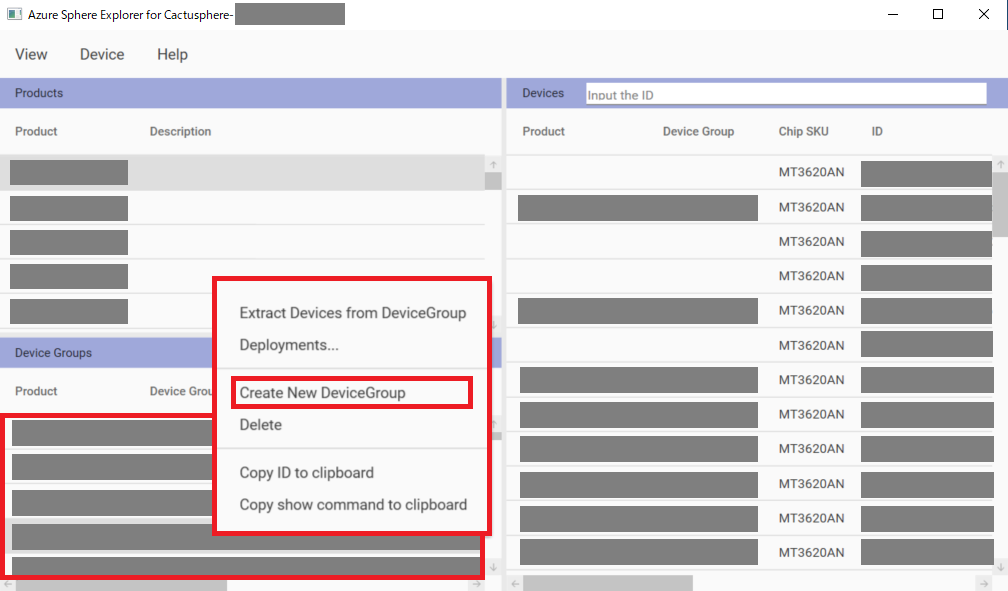 Azure Sphere Explorer for Cactusphere-
View Device Help
Products
Product Description
Extract Devices from DeviceGroup
Deployments...
Create New DeviceGroup
Delete
Copy ID to clipboard
Copy show command to clipboard
Device Groups
Product Device Grou
Devices Input the ID
Product Device Group Chip SKU ID
MT3620AN
MT3620AN
MT3620AN
MT3620AN
MT3620AN
MT3620AN
MT3620AN
MT3620AN
MT3620AN
MT3620AN
MT3620AN
MT3620AN